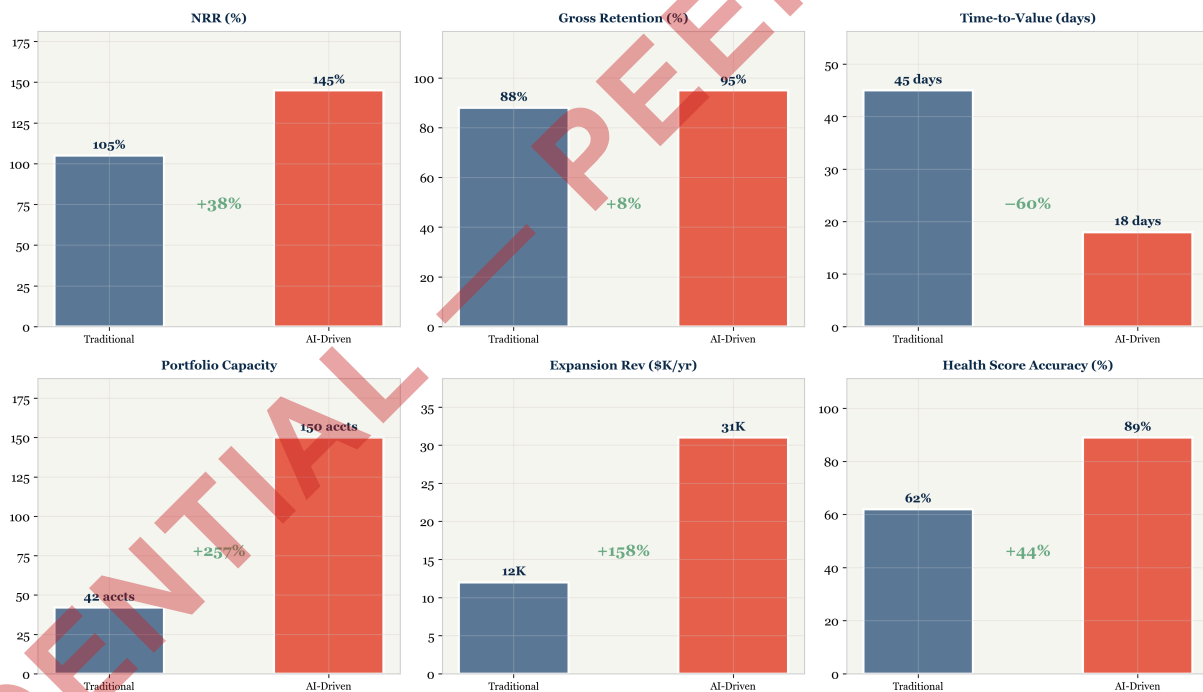 NRR (%)
175
150
125
100
75
50
25
0
105%
145%
+38%
Traditional
AI-Driven
Gross Retention (%)
100
80
60
40
20
0
88%
95%
+8%
Traditional
AI-Driven
Time-to-Value (days)
50
40
30
20
10
0
45 days
18 days
−60%
Traditional
AI-Driven
Portfolio Capacity
175
150
125
100
75
50
25
0
42 accts
150 accts
+257%
Traditional
AI-Driven
Expansion Rev ($K/yr)
35
30
25
20
15
10
5
0
12K
31K
+158%
Traditional
AI-Driven
Health Score Accuracy (%)
100
80
60
40
20
0
62%
89%
+44%
Traditional
AI-Driven
ENTIAL — PEE